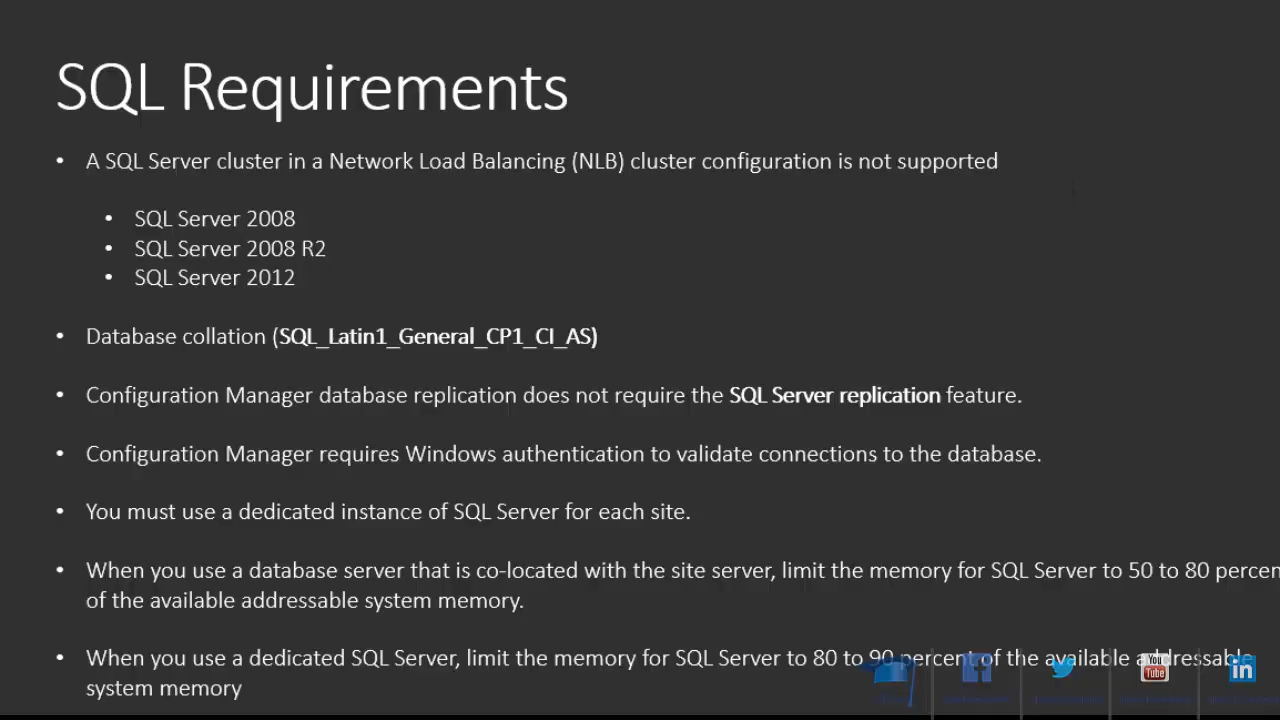 SQL Requirements
• A SQL Server cluster in a Network Load Balancing (NLB) cluster configuration is not supported
• SQL Server 2008
• SQL Server 2008 R2
• SQL Server 2012
• Database collation (SQL_Latin1_General_CP1_CI_AS)
• Configuration Manager database replication does not require the SQL Server replication feature.
• Configuration Manager requires Windows authentication to validate connections to the database.
• You must use a dedicated instance of SQL Server for each site.
• When you use a database server that is co-located with the site server, limit the memory for SQL Server to 50 to 80 percen
of the available addressable system memory.
• When you use a dedicated SQL Server, limit the memory for SQL Server to 80 to 90 percent of the available addressable
system memory
You
Tube
in